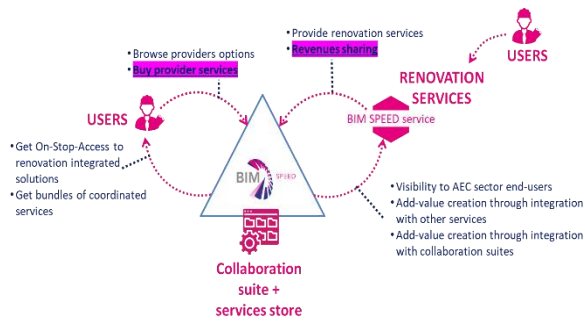 • Provide renovation services
• Revenues sharing
USERS
• Browse providers options
• Buy provider services
RENOVATION
SERVICES
USERS
BIM SPEED service
• Get On-Stop-Access to
renovation integrated
solutions
• Get bundles of coordinated
services
BIM SPEED
• Visibility to AEC sector end-users
• Add-value creation through integration
with other services
• Add-value creation through integration
with collaboration suites
Collaboration
suite +
services store